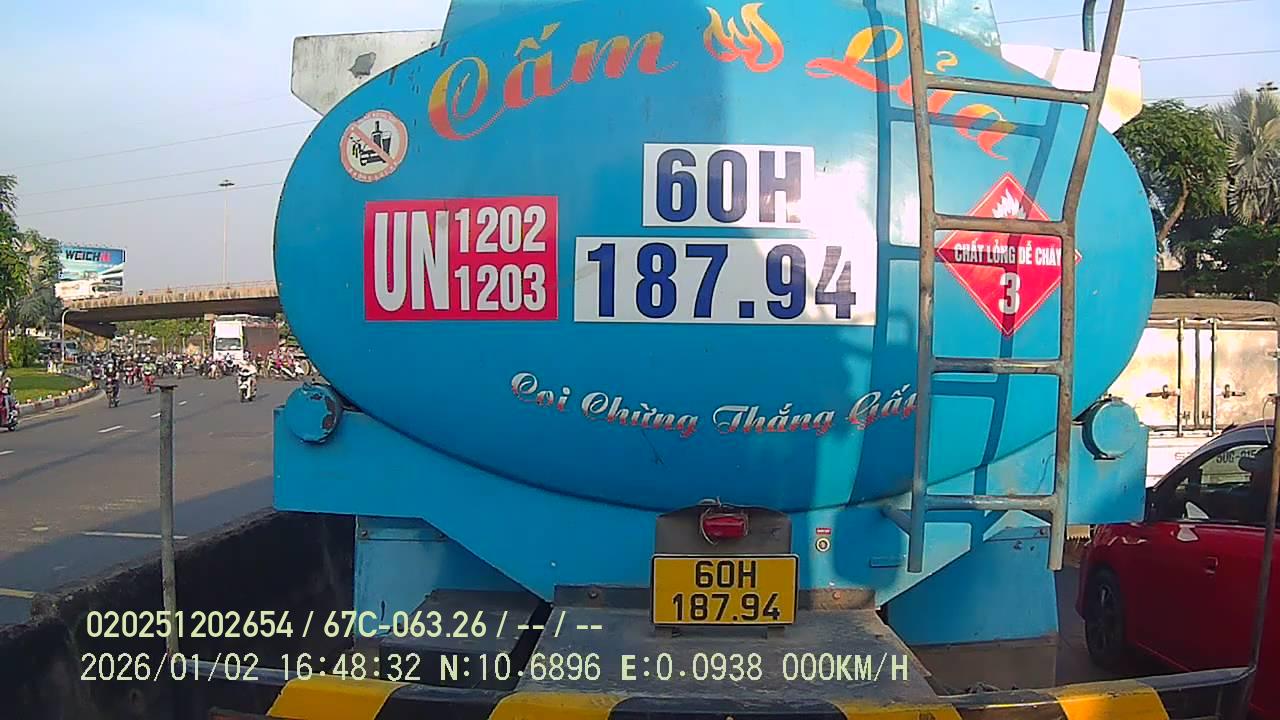 Cấm Lửa
60H
187.94
UN 1202
1203
CHẤT LỎNG DỄ CHÁY
3
Coi Chừng Thắng Gấp
60H
187.94
WEICHAI
020251202654 / 67C-063.26 / -- / --
2026/01/02 16:48:32 N:10.6896 E:0.0938 000KM/H